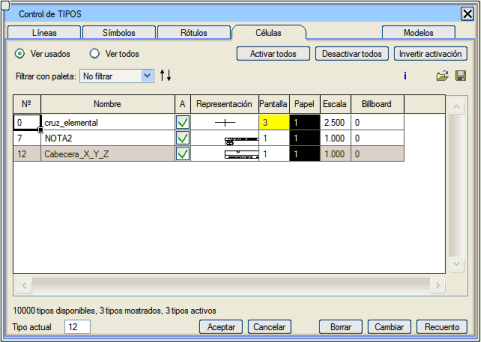 Control de TIPOS
Líneas Símbolos Rótulos Células Modelos
Ver usados Ver todos Activar todos Desactivar todos Invertir activación
Filtrar con paleta: No filtrar i
Nº Nombre A Representación Pantalla Papel Escala Billboard
0 cruz_elemental 3 1 2.500 0
7 NOTA2 1 1 1.000 0
12 Cabecera_X_Y_Z 1 1 1.000 0
10000 tipos disponibles, 3 tipos mostrados, 3 tipos activos
Tipo actual 12 Aceptar Cancelar Borrar Cambiar Recuento